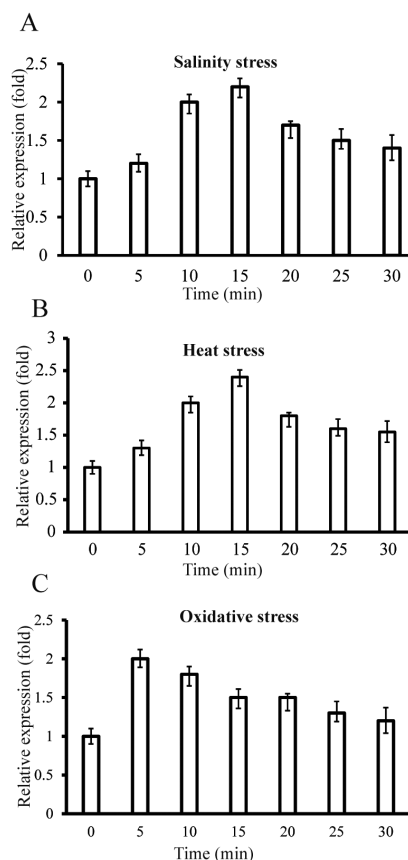 A
Salinity stress
Relative expression (fold)
2.5
2
1.5
1
0.5
0
0 5 10 15 20 25 30
Time (min)
B
Heat stress
Relative expression (fold)
3
2.5
2
1.5
1
0.5
0
0 5 10 15 20 25 30
Time (min)
C
Oxidative stress
Relative expression (fold)
2.5
2
1.5
1
0.5
0
0 5 10 15 20 25 30
Time (min)